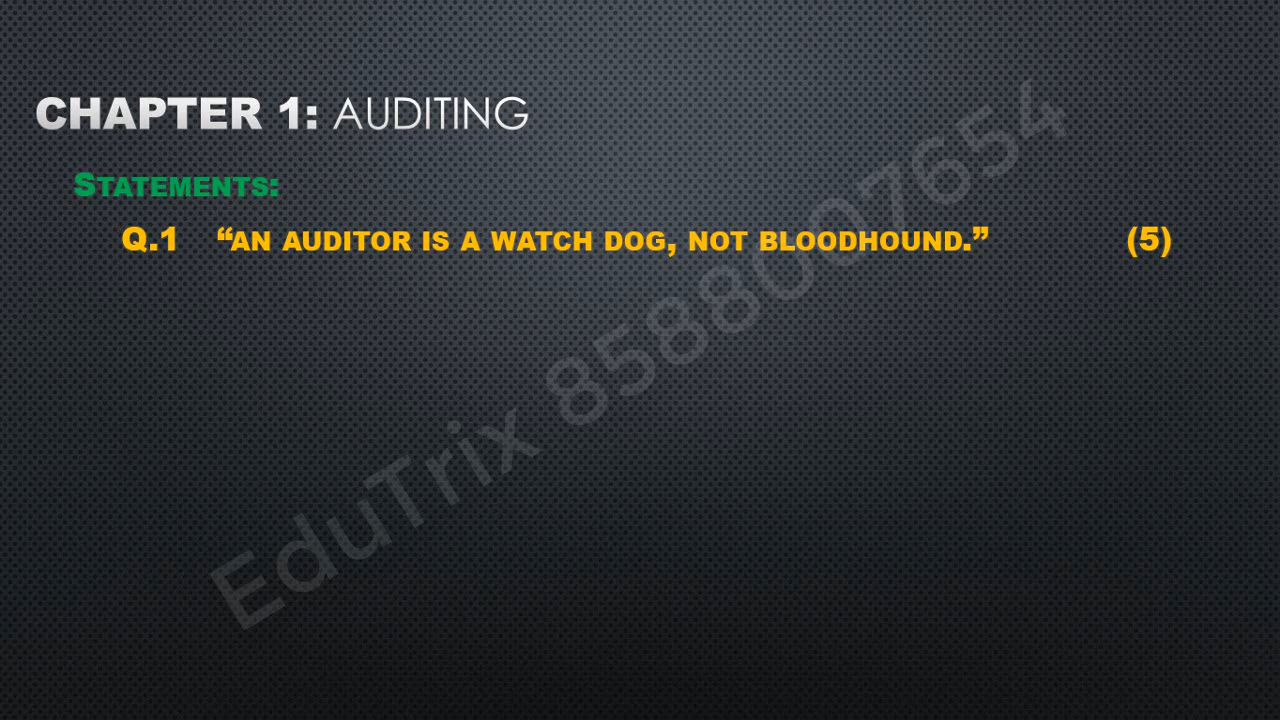 CHAPTER 1: AUDITING
STATEMENTS:
Q.1 “AN AUDITOR IS A WATCH DOG, NOT BLOODHOUND.” (5)
EduTrix 8588007654